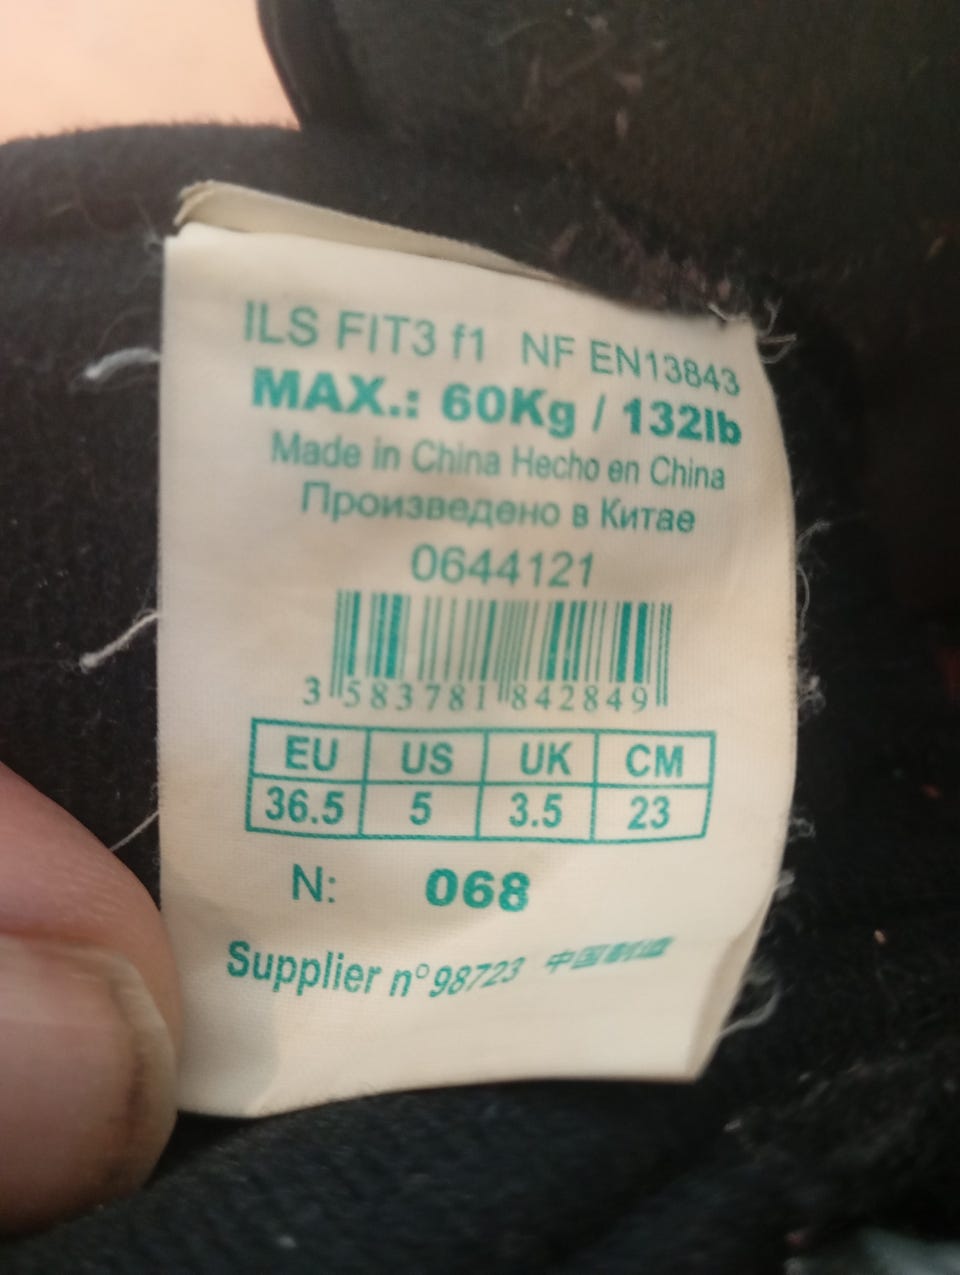 ILS FIT3 f1 NF EN13843
MAX.: 60Kg / 132lb
Made in China Hecho en China
Произведено в Китае
0644121
3 583781 842849
EU US UK CM
36.5 5 3.5 23
N: 068
Supplier n°98723 中国制造